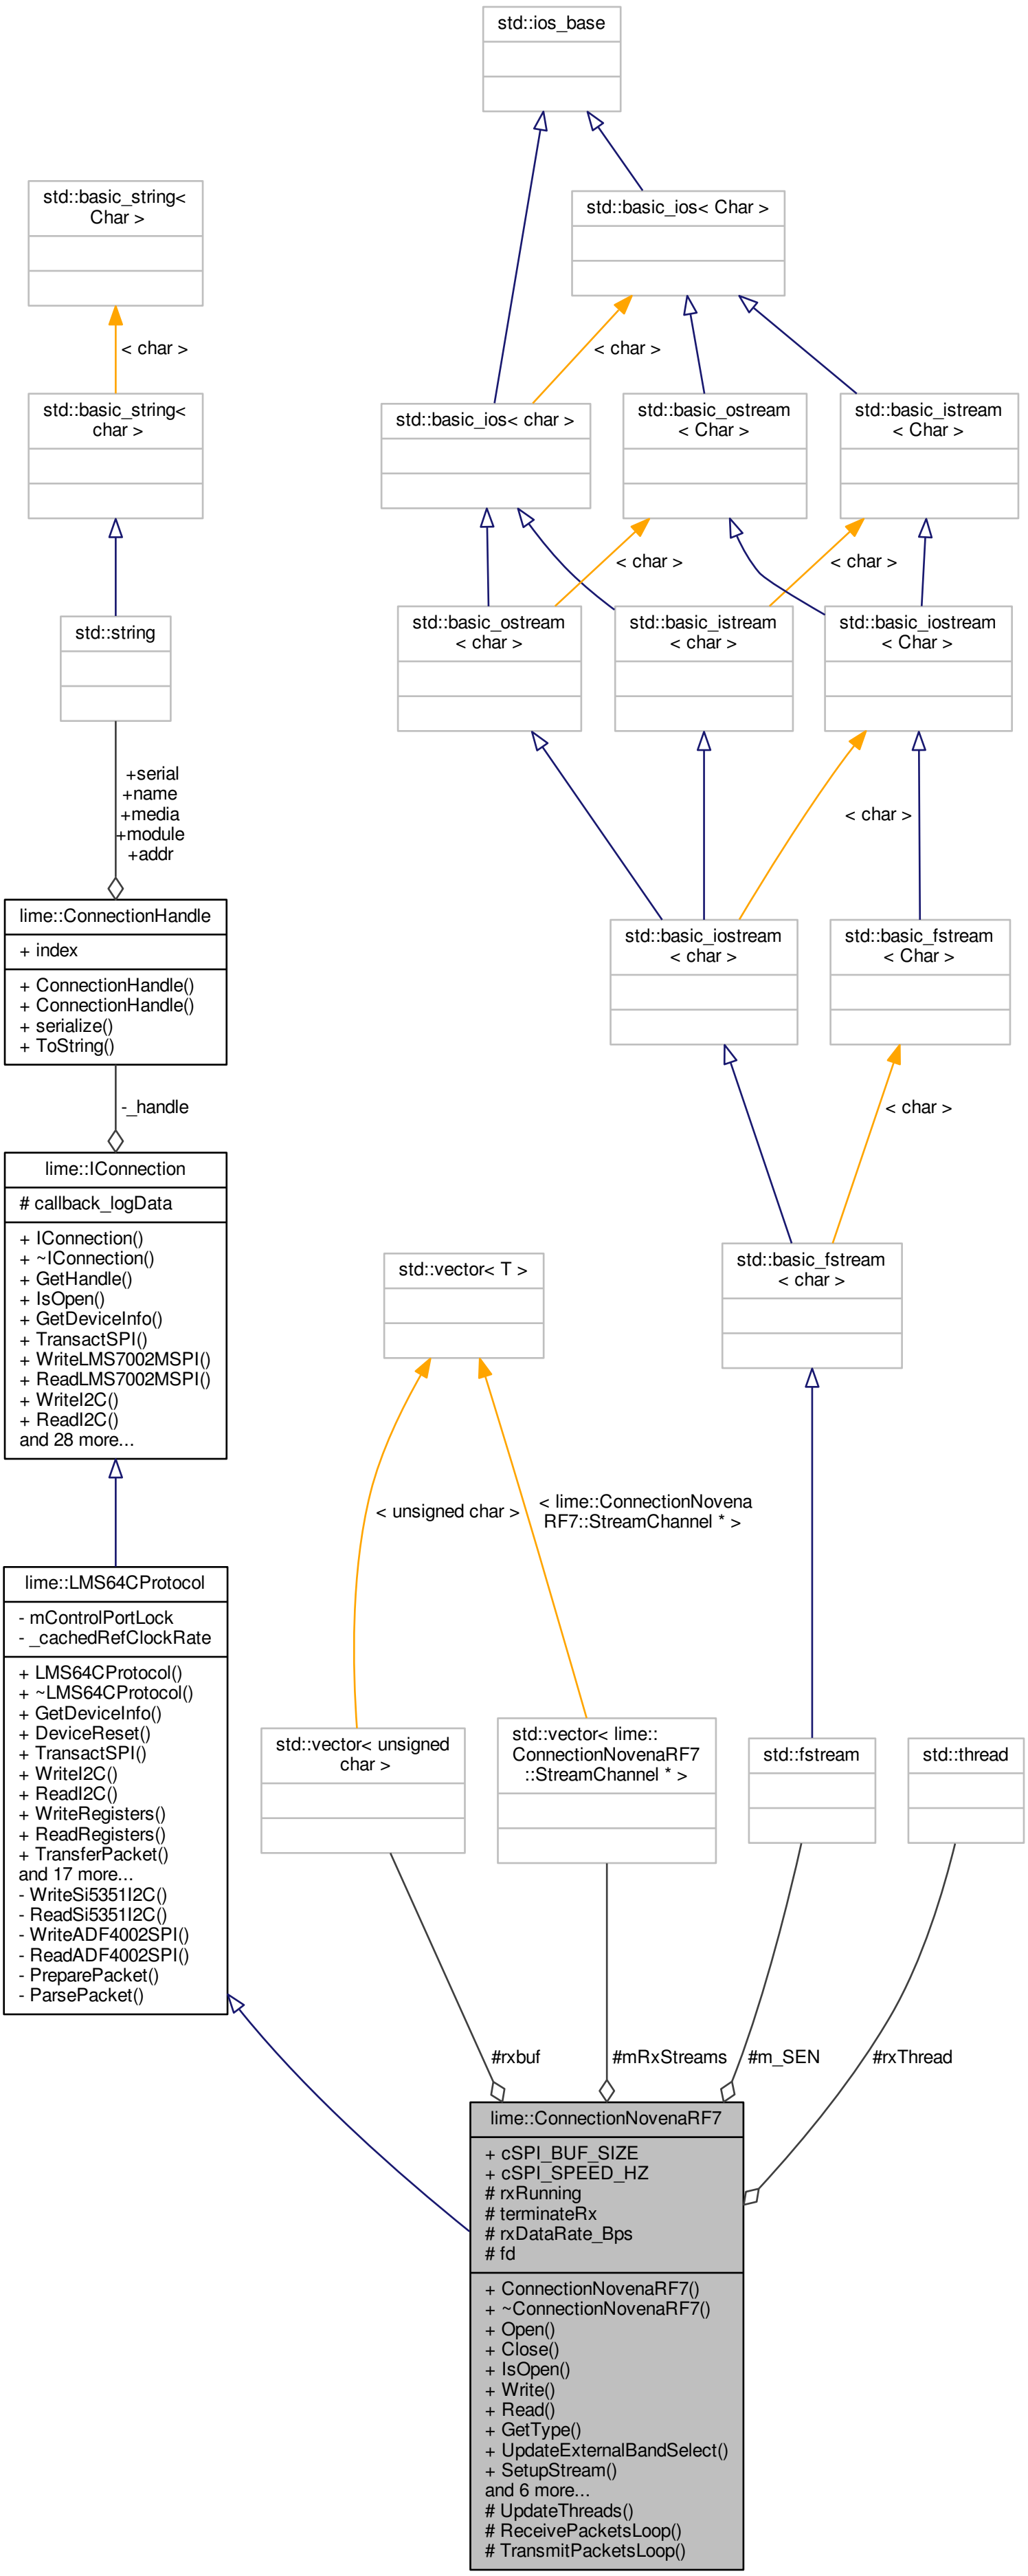 std::ios_base
std::basic_string<
Char >
std::basic_ios< Char >
< char >
< char >
std::basic_string<
char >
std::basic_ios< char >
std::basic_ostream
< Char >
std::basic_istream
< Char >
< char >
< char >
std::string
std::basic_ostream
< char >
std::basic_istream
< char >
std::basic_iostream
< Char >
+serial
+name
+media
+module
+addr
< char >
lime::ConnectionHandle
+ index
+ ConnectionHandle()
+ ConnectionHandle()
+ serialize()
+ ToString()
std::basic_iostream
< char >
std::basic_fstream
< Char >
-_handle
< char >
lime::IConnection
# callback_logData
+ IConnection()
+ ~IConnection()
+ GetHandle()
+ IsOpen()
+ GetDeviceInfo()
+ TransactSPI()
+ WriteLMS7002MSPI()
+ ReadLMS7002MSPI()
+ WriteI2C()
+ ReadI2C()
and 28 more...
std::vector< T >
std::basic_fstream
< char >
< unsigned char >
< lime::ConnectionNovena
RF7::StreamChannel * >
lime::LMS64CProtocol
- mControlPortLock
- _cachedRefClockRate
+ LMS64CProtocol()
+ ~LMS64CProtocol()
+ GetDeviceInfo()
+ DeviceReset()
+ TransactSPI()
+ WriteI2C()
+ ReadI2C()
+ WriteRegisters()
+ ReadRegisters()
+ TransferPacket()
and 17 more...
- WriteSi5351I2C()
- ReadSi5351I2C()
- WriteADF4002SPI()
- ReadADF4002SPI()
- PreparePacket()
- ParsePacket()
std::vector< unsigned
char >
std::vector< lime::
ConnectionNovenaRF7
::StreamChannel * >
std::fstream
std::thread
#rxbuf
#mRxStreams
#m_SEN
#rxThread
lime::ConnectionNovenaRF7
+ cSPI_BUF_SIZE
+ cSPI_SPEED_HZ
# rxRunning
# terminateRx
# rxDataRate_Bps
# fd
+ ConnectionNovenaRF7()
+ ~ConnectionNovenaRF7()
+ Open()
+ Close()
+ IsOpen()
+ Write()
+ Read()
+ GetType()
+ UpdateExternalBandSelect()
+ SetupStream()
and 6 more...
# UpdateThreads()
# ReceivePacketsLoop()
# TransmitPacketsLoop()